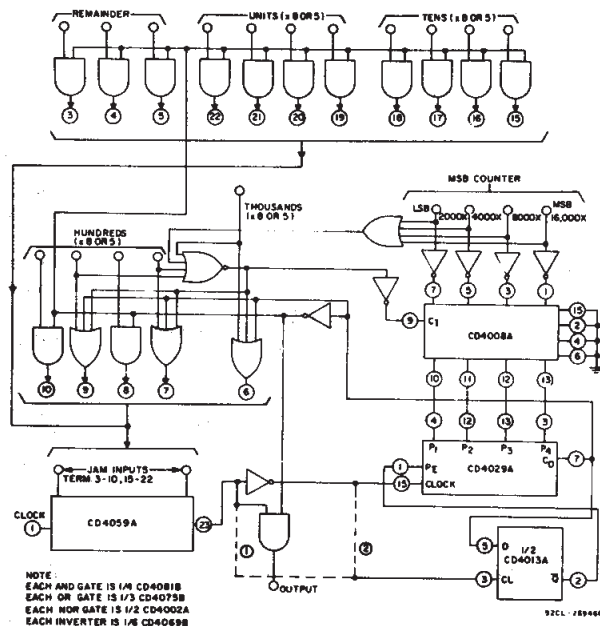 REMAINDER
UNITS (x 8 OR 5)
TENS (x 8 OR 5)
3
4
5
22
21
20
19
18
17
16
15
MSB COUNTER
THOUSANDS
(x 8 OR 5)
LSB
2000X
4000X
8000X
MSB
16,000X
HUNDREDS
(x 8 OR 5)
7
5
3
1
9
C1
CD4008A
15
2
4
6
10
9
8
7
6
10
11
12
13
4
12
13
3
P1
P2
P3
P4
CO
7
1
PE
15
CLOCK
CD4029A
JAM INPUTS
TERM 3-10, 15-22
CLOCK
1
CD4059A
23
1
2
OUTPUT
5
D
1/2
CD4013A
3
CL
Q
2
NOTE:
EACH AND GATE IS 1/4 CD4081B
EACH OR GATE IS 1/3 CD4075B
EACH NOR GATE IS 1/2 CD4002A
EACH INVERTER IS 1/6 CD4069B